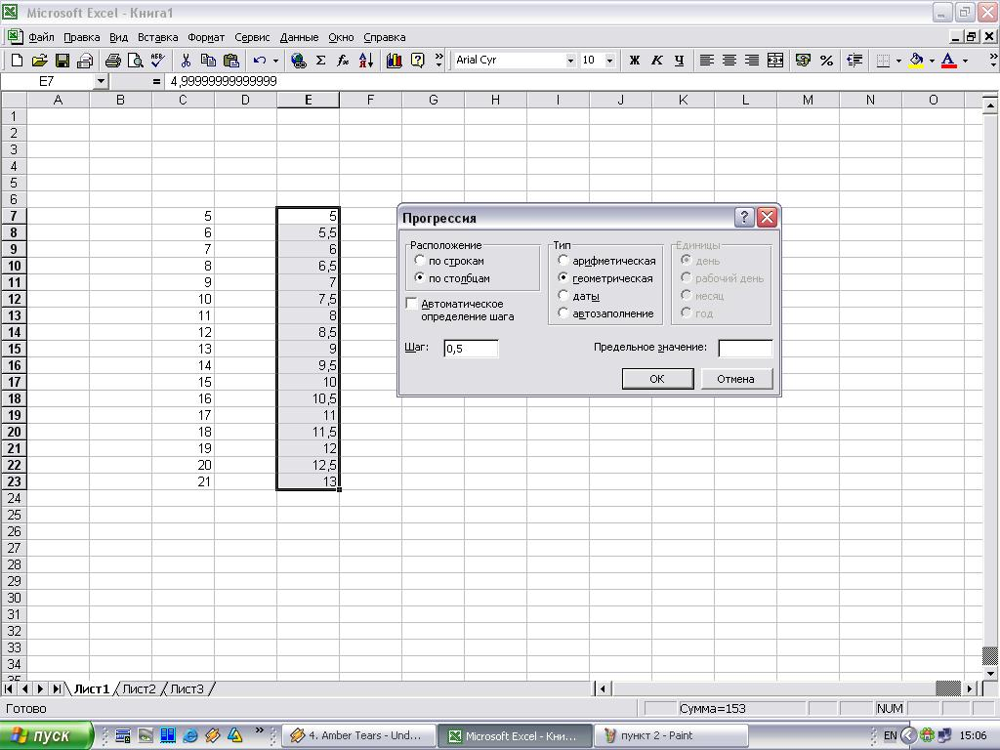 Microsoft Excel - Книга1
Файл Правка Вид Вставка Формат Сервис Данные Окно Справка
Arial Cyr 10 Ж К Ч %
E7 = 4,99999999999999
A B C D E F G H I J K L M N O
1
2
3
4
5
6
7 5 5
8 6 5,5
9 7 6
10 8 6,5
11 9 7
12 10 7,5
13 11 8
14 12 8,5
15 13 9
16 14 9,5
17 15 10
18 16 10,5
19 17 11
20 18 11,5
21 19 12
22 20 12,5
23 21 13
24
25
26
27
28
29
30
31
32
33
34
35
Прогрессия
Расположение
по строкам
по столбцам
Автоматическое
определение шага
Тип
арифметическая
геометрическая
даты
автозаполнение
Единицы
день
рабочий день
месяц
год
Шаг: 0,5
Предельное значение:
ОК Отмена
Лист1 Лист2 Лист3
Готово Сумма=153 NUM
пуск 4. Amber Tears - Und... Microsoft Excel - Кни... пункт 2 - Paint EN 15:06